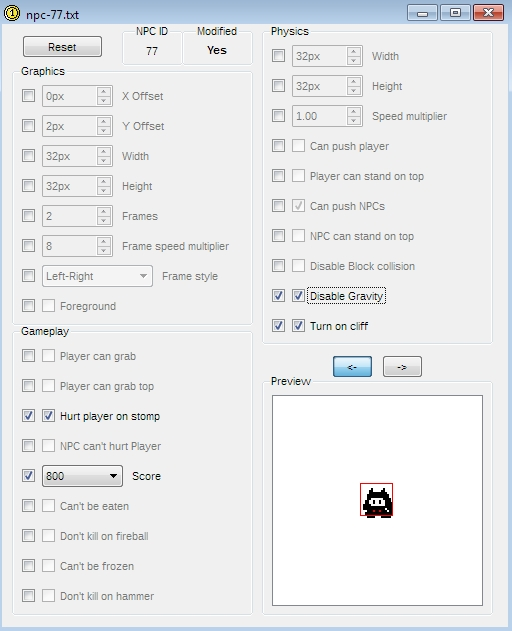 npc-77.txt
Reset
NPC ID
77
Modified
Yes
Graphics
0px X Offset
2px Y Offset
32px Width
32px Height
2 Frames
8 Frame speed multiplier
Left-Right Frame style
Foreground
Gameplay
Player can grab
Player can grab top
Hurt player on stomp
NPC can't hurt Player
800 Score
Can't be eaten
Don't kill on fireball
Can't be frozen
Don't kill on hammer
Physics
32px Width
32px Height
1.00 Speed multiplier
Can push player
Player can stand on top
Can push NPCs
NPC can stand on top
Disable Block collision
Disable Gravity
Turn on cliff
<- ->
Preview